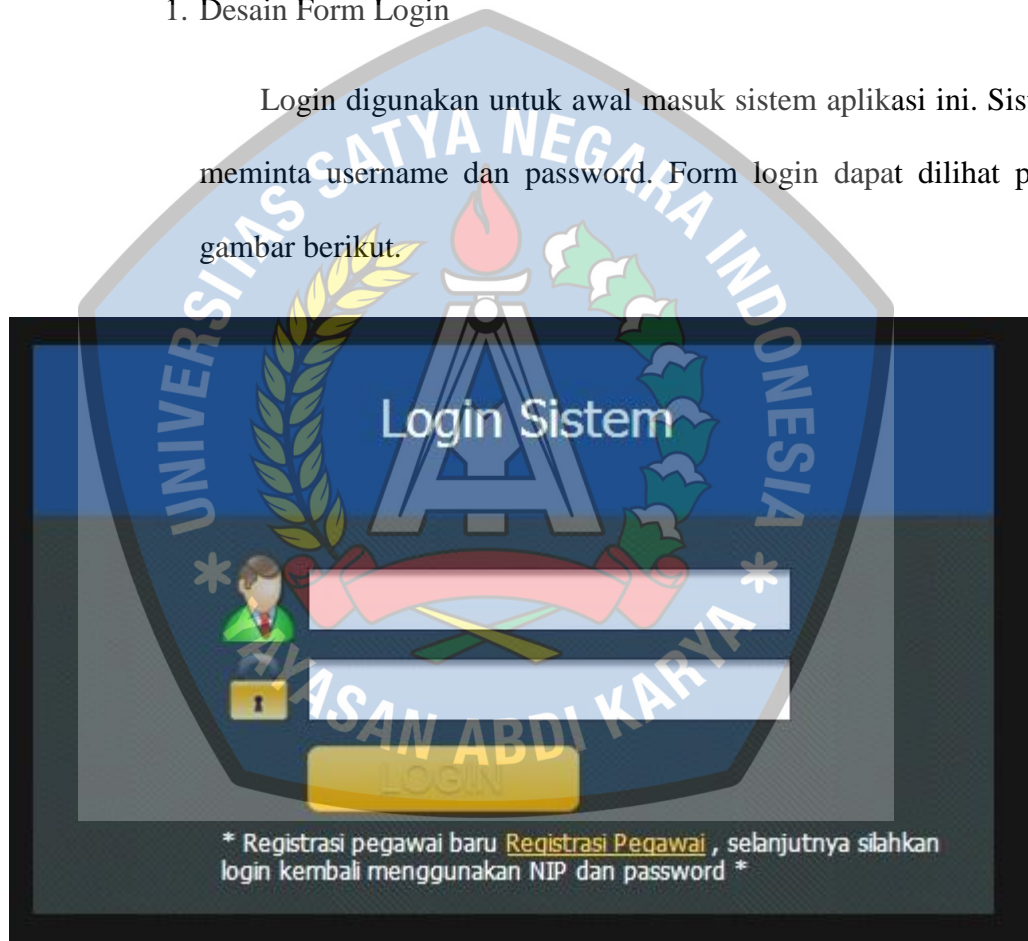 1. Desain Form Login
Login digunakan untuk awal masuk sistem aplikasi ini. Sist
meminta username dan password. Form login dapat dilihat p
gambar berikut.
UNIVERSITAS SATYA NEGARA INDONESIA
Login Sistem
* YAYASAN ABDI KARYA *
LOGIN
* Registrasi pegawai baru Registrasi Pegawai , selanjutnya silahkan
login kembali menggunakan NIP dan password *